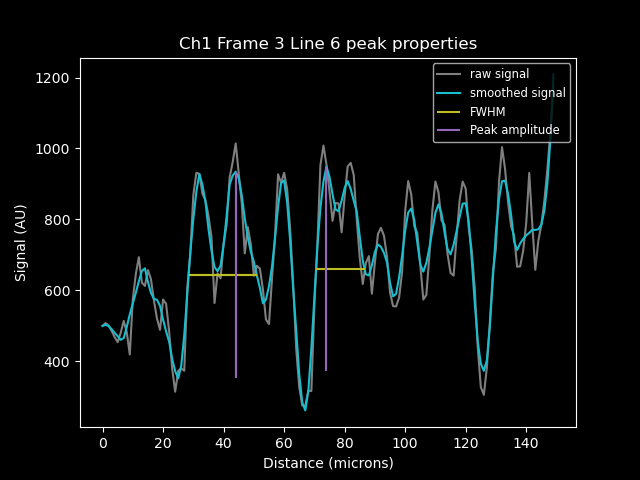 Ch1 Frame 3 Line 6 peak properties
raw signal
smoothed signal
FWHM
Peak amplitude
1200
1000
800
600
400
Signal (AU)
0 20 40 60 80 100 120 140
Distance (microns)